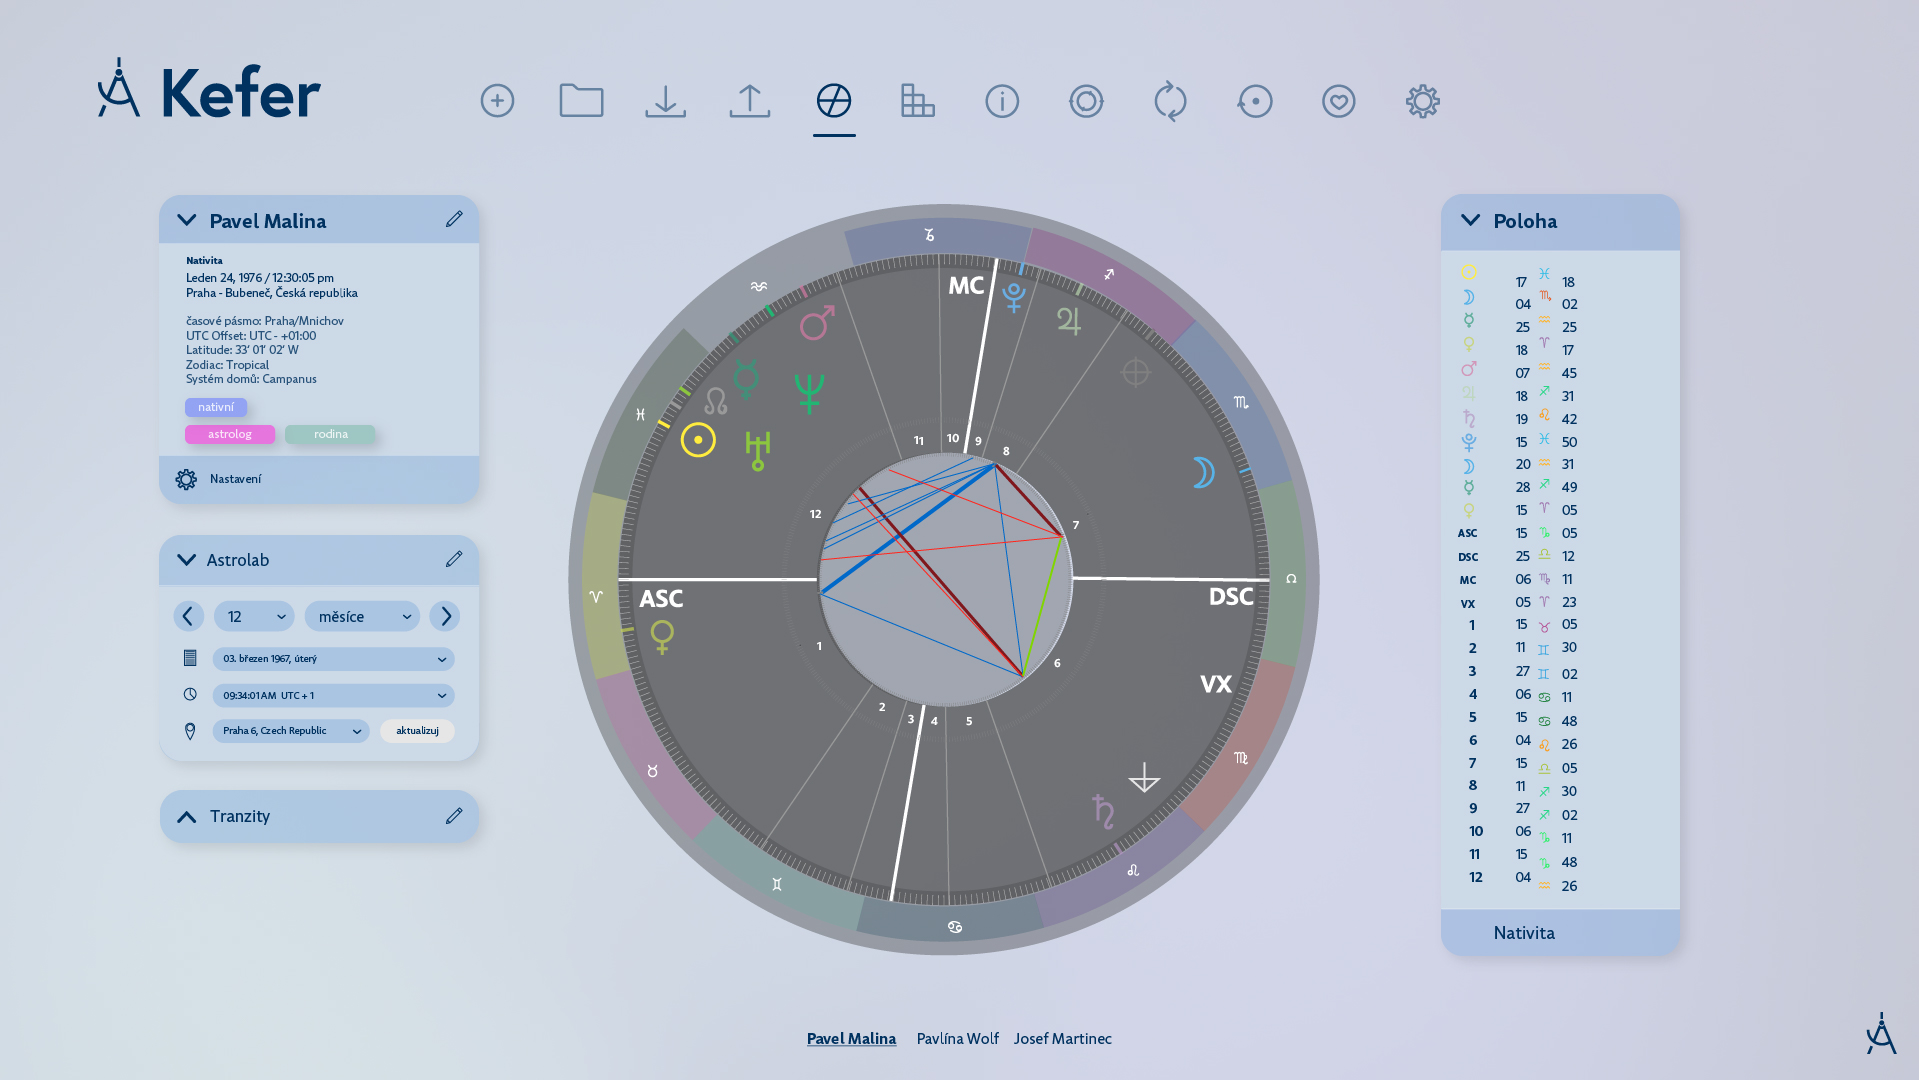 Kefer
Pavel Malina
Nativita
Leden 24, 1976 / 12:30:05 pm
Praha - Bubeneč, Česká republika
časové pásmo: Praha/Mnichov
UTC Offset: UTC - +01:00
Latitude: 33′ 01′ 02′ W
Zodiac: Tropical
Systém domů: Campanus
nativní
astrolog
rodina
Nastavení
Astrolab
12
měsíce
03. březen 1967, úterý
09:34:01 AM UTC + 1
Praha 6, Czech Republic
aktualizuj
Tranzity
♑
♐
♒
MC
♇
♃
♂
☿
♆
☊
♏
♓
☉
♅
☽
11
10
9
8
12
7
♈
ASC
DSC
☊
♀
1
6
VX
2
3
4
5
♉
♍
♄
♊
♌
♋
Poloha
☉ 17 ♓ 18
☽ 04 ♏ 02
☿ 25 ♒ 25
♀ 18 ♈ 17
♂ 07 ♒ 45
♃ 18 ♐ 31
♄ 19 ♌ 42
♇ 15 ♓ 50
☽ 20 ♒ 31
☿ 28 ♐ 49
♀ 15 ♈ 05
ASC 15 ♑ 05
DSC 25 ♎ 12
MC 06 ♍ 11
VX 05 ♈ 23
1 15 ♉ 05
2 11 ♊ 30
3 27 ♊ 02
4 06 ♋ 11
5 15 ♋ 48
6 04 ♌ 26
7 15 ♎ 05
8 11 ♐ 30
9 27 ♐ 02
10 06 ♑ 11
11 15 ♑ 48
12 04 ♒ 26
Nativita
Pavel Malina Pavlína Wolf Josef Martinec